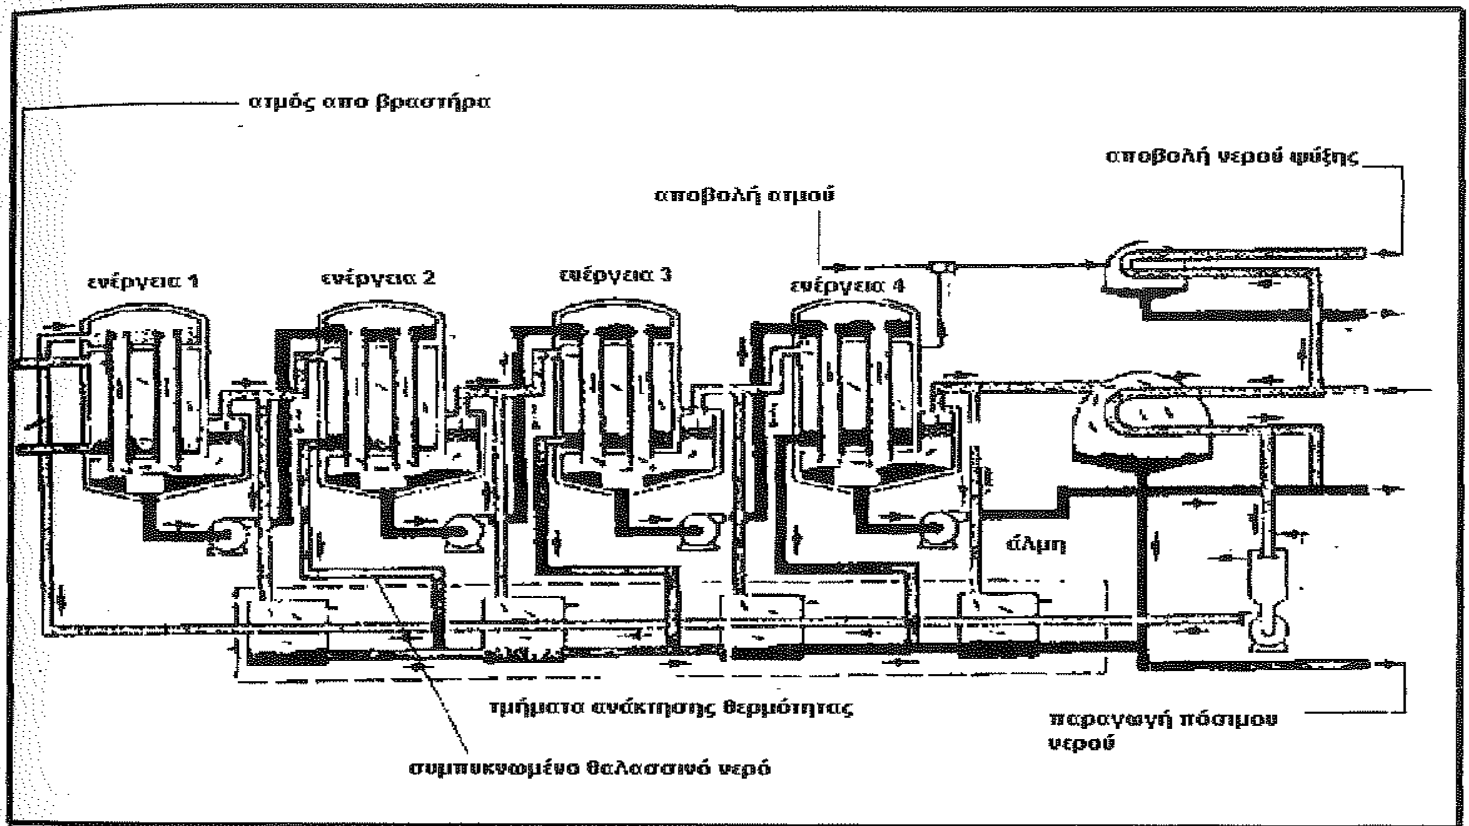 ατμός απο βραστήρα
αποβολή νερού ψύξης
αποβολή ατμού
ενέργεια 1
ενέργεια 2
ενέργεια 3
ενέργεια 4
άλμη
τμήματα ανάκτησης θερμότητας
παραγωγή πόσιμου
νερού
συμπυκνωμένο θαλασσινό νερό